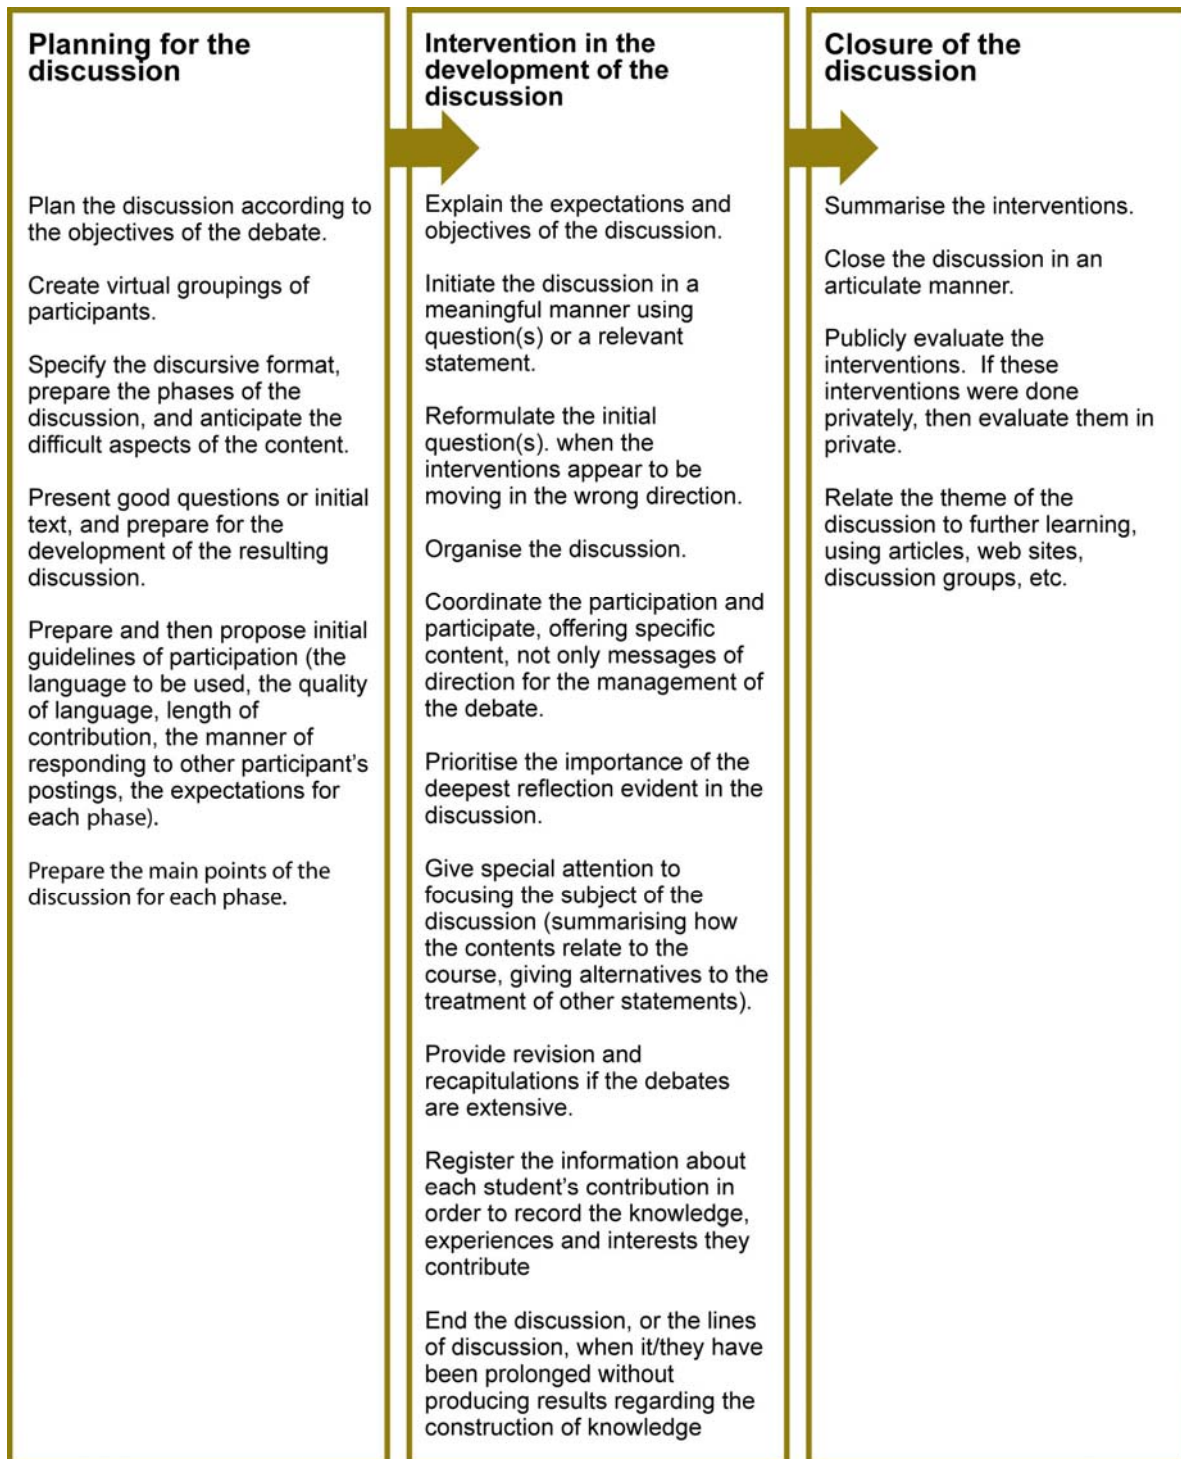 Planning for the
discussion
Plan the discussion according to
the objectives of the debate.
Create virtual groupings of
participants.
Specify the discursive format,
prepare the phases of the
discussion, and anticipate the
difficult aspects of the content.
Present good questions or initial
text, and prepare for the
development of the resulting
discussion.
Prepare and then propose initial
guidelines of participation (the
language to be used, the quality
of language, length of
contribution, the manner of
responding to other participant's
postings, the expectations for
each phase).
Prepare the main points of the
discussion for each phase.
Intervention in the
development of the
discussion
Explain the expectations and
objectives of the discussion.
Initiate the discussion in a
meaningful manner using
question(s) or a relevant
statement.
Reformulate the initial
question(s). when the
interventions appear to be
moving in the wrong direction.
Organise the discussion.
Coordinate the participation and
participate, offering specific
content, not only messages of
direction for the management of
the debate.
Prioritise the importance of the
deepest reflection evident in the
discussion.
Give special attention to
focusing the subject of the
discussion (summarising how
the contents relate to the
course, giving alternatives to the
treatment of other statements).
Provide revision and
recapitulations if the debates
are extensive.
Register the information about
each student's contribution in
order to record the knowledge,
experiences and interests they
contribute
End the discussion, or the lines
of discussion, when it/they have
been prolonged without
producing results regarding the
construction of knowledge
Closure of the
discussion
Summarise the interventions.
Close the discussion in an
articulate manner.
Publicly evaluate the
interventions. If these
interventions were done
privately, then evaluate them in
private.
Relate the theme of the
discussion to further learning,
using articles, web sites,
discussion groups, etc.